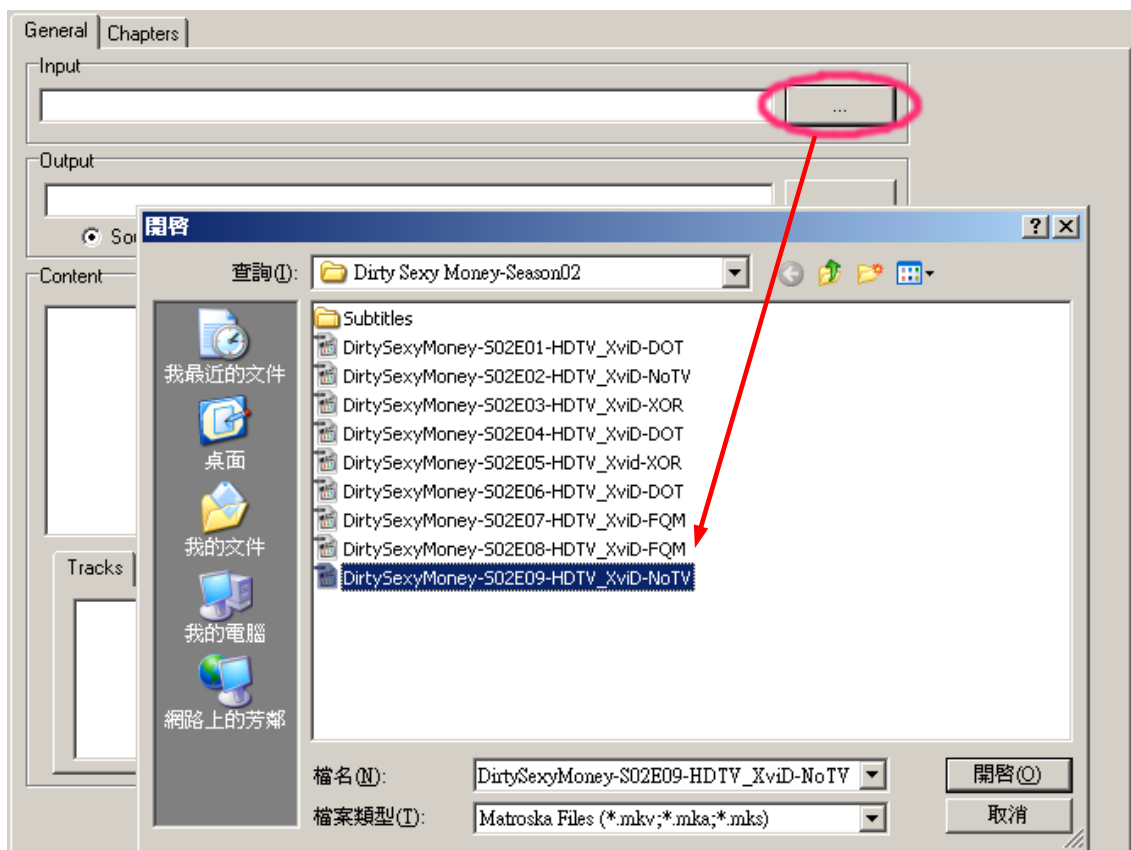 General Chapters
Input
...
Output
Sou
開啓
查詢(I): Dirty Sexy Money-Season02
Content
Subtitles
DirtySexyMoney-S02E01-HDTV_XviD-DOT
DirtySexyMoney-S02E02-HDTV_XviD-NoTV
DirtySexyMoney-S02E03-HDTV_XviD-XOR
DirtySexyMoney-S02E04-HDTV_XviD-DOT
DirtySexyMoney-S02E05-HDTV_Xvid-XOR
DirtySexyMoney-S02E06-HDTV_XviD-DOT
DirtySexyMoney-S02E07-HDTV_XviD-FQM
DirtySexyMoney-S02E08-HDTV_XviD-FQM
DirtySexyMoney-S02E09-HDTV_XviD-NoTV
我最近的文件
桌面
我的文件
我的電腦
網路上的芳鄰
Tracks
檔名(N): DirtySexyMoney-S02E09-HDTV_XviD-NoTV 開啓(O)
檔案類型(T): Matroska Files (*.mkv;*.mka;*.mks) 取消